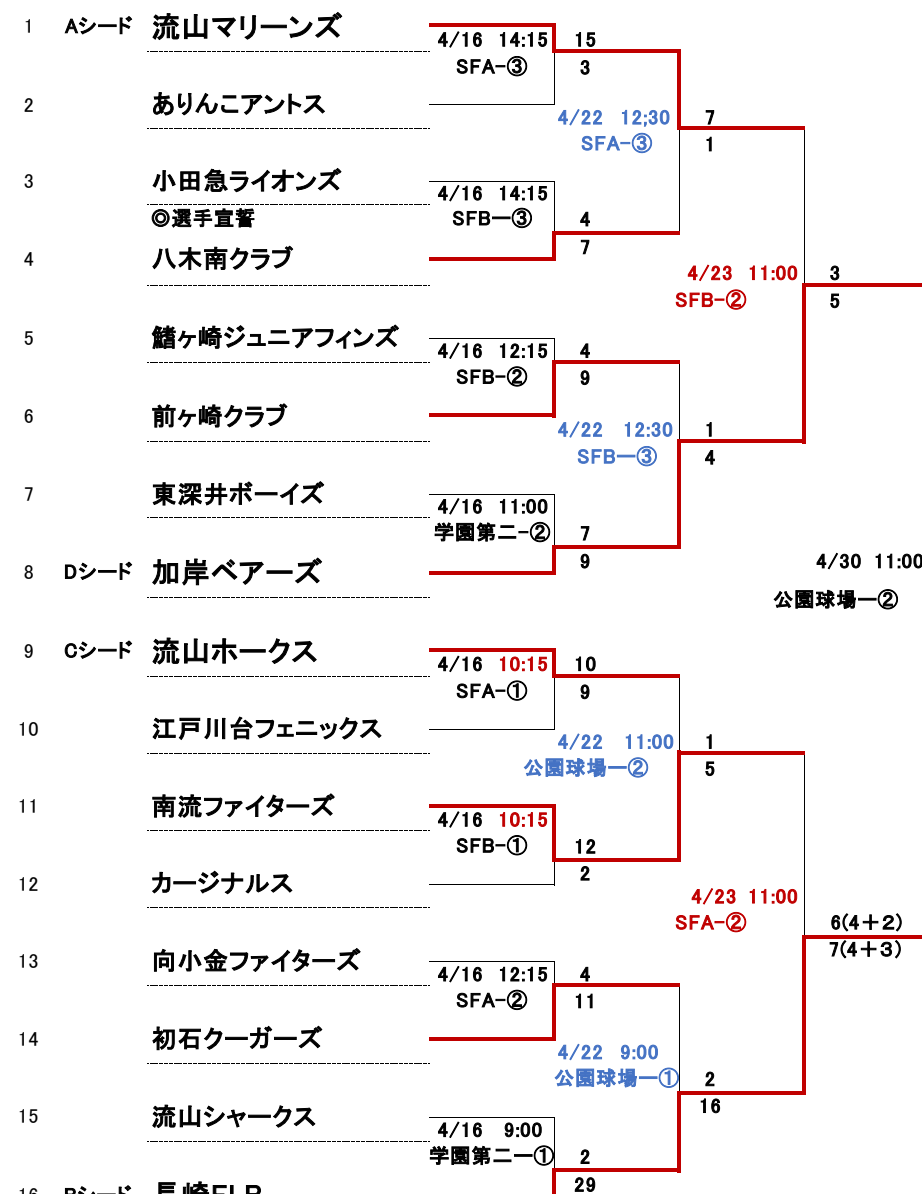 1 Aシード 流山マリーンズ
4/16 14:15 15
SFA-③ 3
2 ありんこアントス
4/22 12;30 7
SFA-③ 1
3 小田急ライオンズ
4/16 14:15
◎選手宣誓 SFB-③ 4
7
4 八木南クラブ
4/23 11:00 3
SFB-② 5
5 鰭ヶ崎ジュニアフィンズ
4/16 12:15 4
SFB-② 9
6 前ヶ崎クラブ
4/22 12:30 1
SFB-③ 4
7 東深井ボーイズ
4/16 11:00
学園第二-② 7
9
4/30 11:00
8 Dシード 加岸ベアーズ
公園球場-②
9 Cシード 流山ホークス
4/16 10:15 10
SFA-① 9
10 江戸川台フェニックス
4/22 11:00 1
公園球場-② 5
11 南流ファイターズ
4/16 10:15
SFB-① 12
2
12 カージナルス
4/23 11:00
SFA-② 6(4+2)
7(4+3)
13 向小金ファイターズ
4/16 12:15 4
SFA-② 11
14 初石クーガーズ
4/22 9:00
公園球場-① 2
16
15 流山シャークス
4/16 9:00
学園第二-① 2
29
16 Bシード 長崎ELB